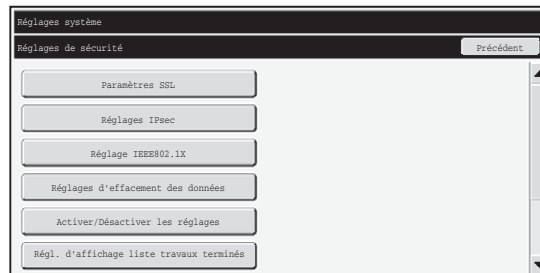 Réglages système
Réglages de sécurité
Précédent
Paramètres SSL
Réglages IPsec
Réglage IEEE802.1X
Réglages d'effacement des données
Activer/Désactiver les réglages
Régl. d'affichage liste travaux terminés